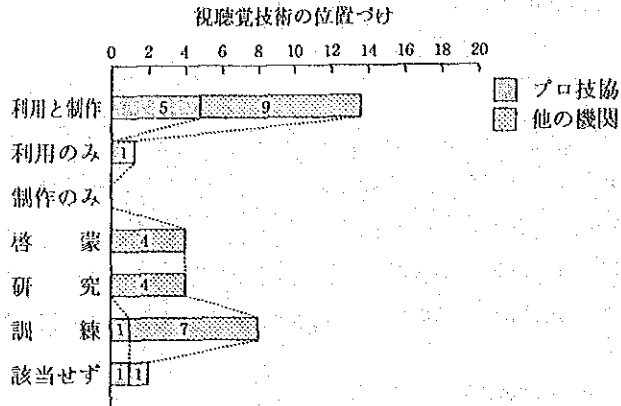 視聴覚技術の位置づけ
0 2 4 6 8 10 12 14 16 18 20
利用と制作 5 9
プロ技協
他の機関
利用のみ 1
制作のみ
啓蒙 4
研究 4
訓練 1 7
該当せず 1 1